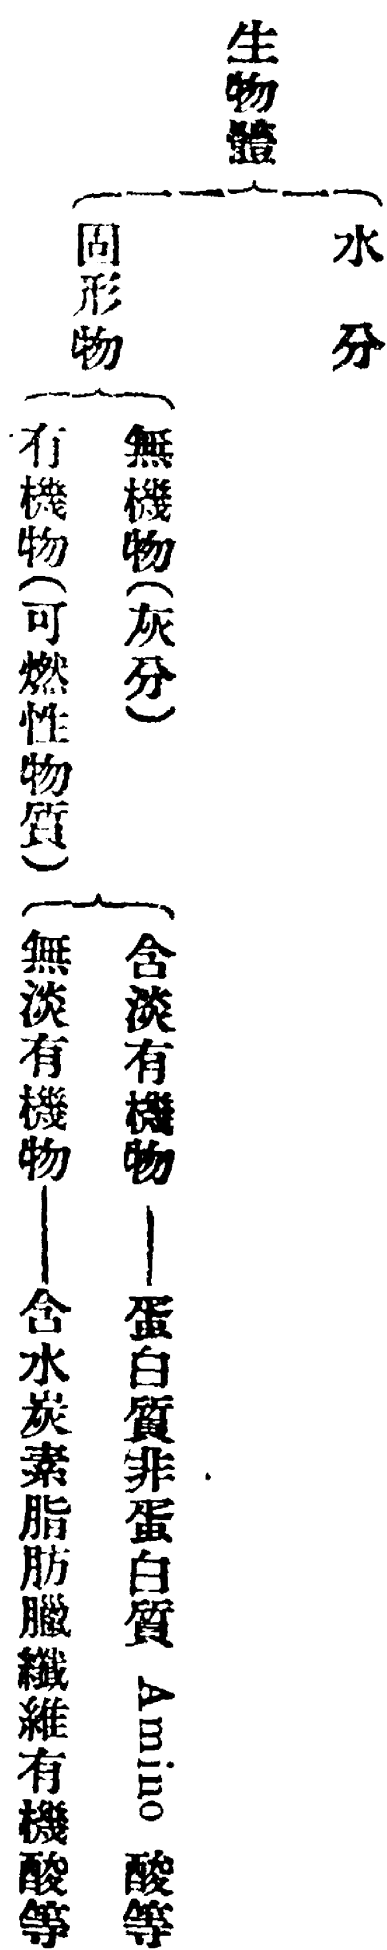 生物體
水分
固形物
無機物(灰分)
有機物(可燃性物質)
含淡有機物——蛋白質非蛋白質 Amino 酸等
無淡有機物——含水炭素脂肪臘纖維有機酸等